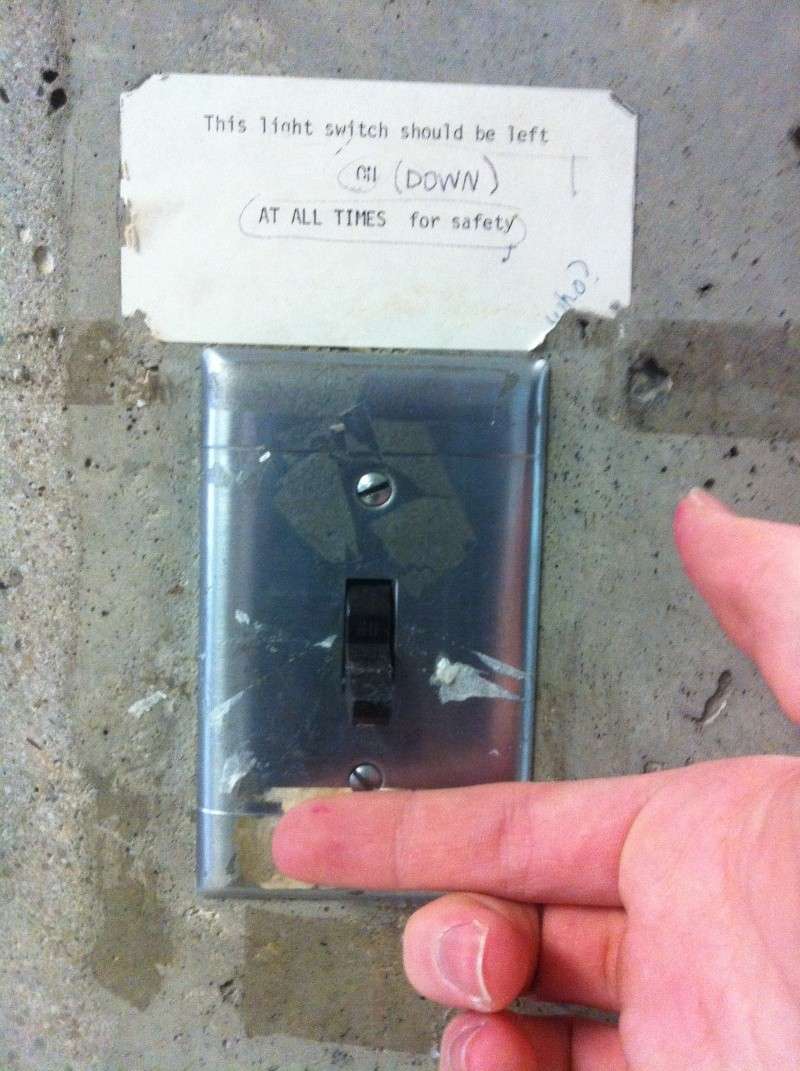 This light switch should be left
ON (DOWN)
AT ALL TIMES for safety
who?